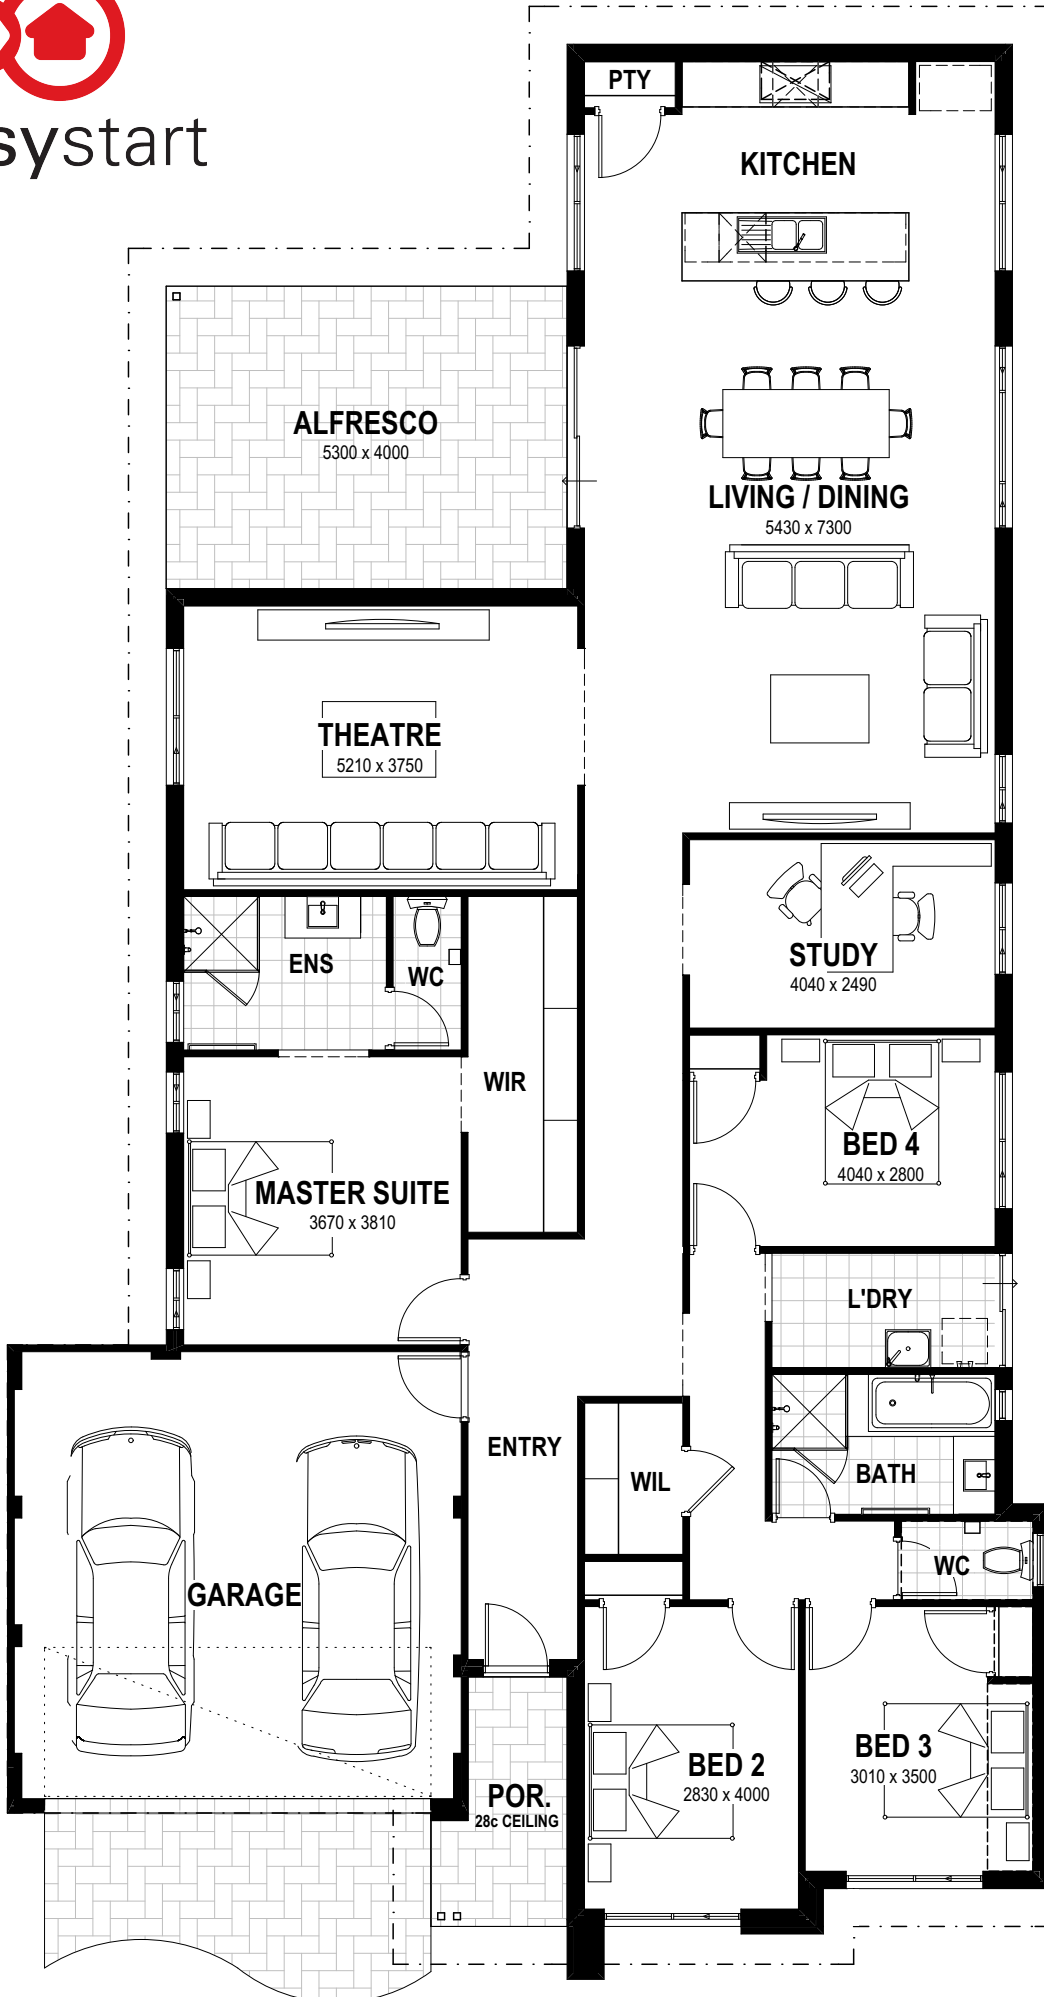 systart
PTY
KITCHEN
ALFRESCO
5300 x 4000
LIVING / DINING
5430 x 7300
THEATRE
5210 x 3750
STUDY
4040 x 2490
ENS
WC
WIR
BED 4
4040 x 2800
MASTER SUITE
3670 x 3810
L'DRY
ENTRY
WIL
BATH
WC
GARAGE
BED 2
2830 x 4000
BED 3
3010 x 3500
POR.
28c CEILING